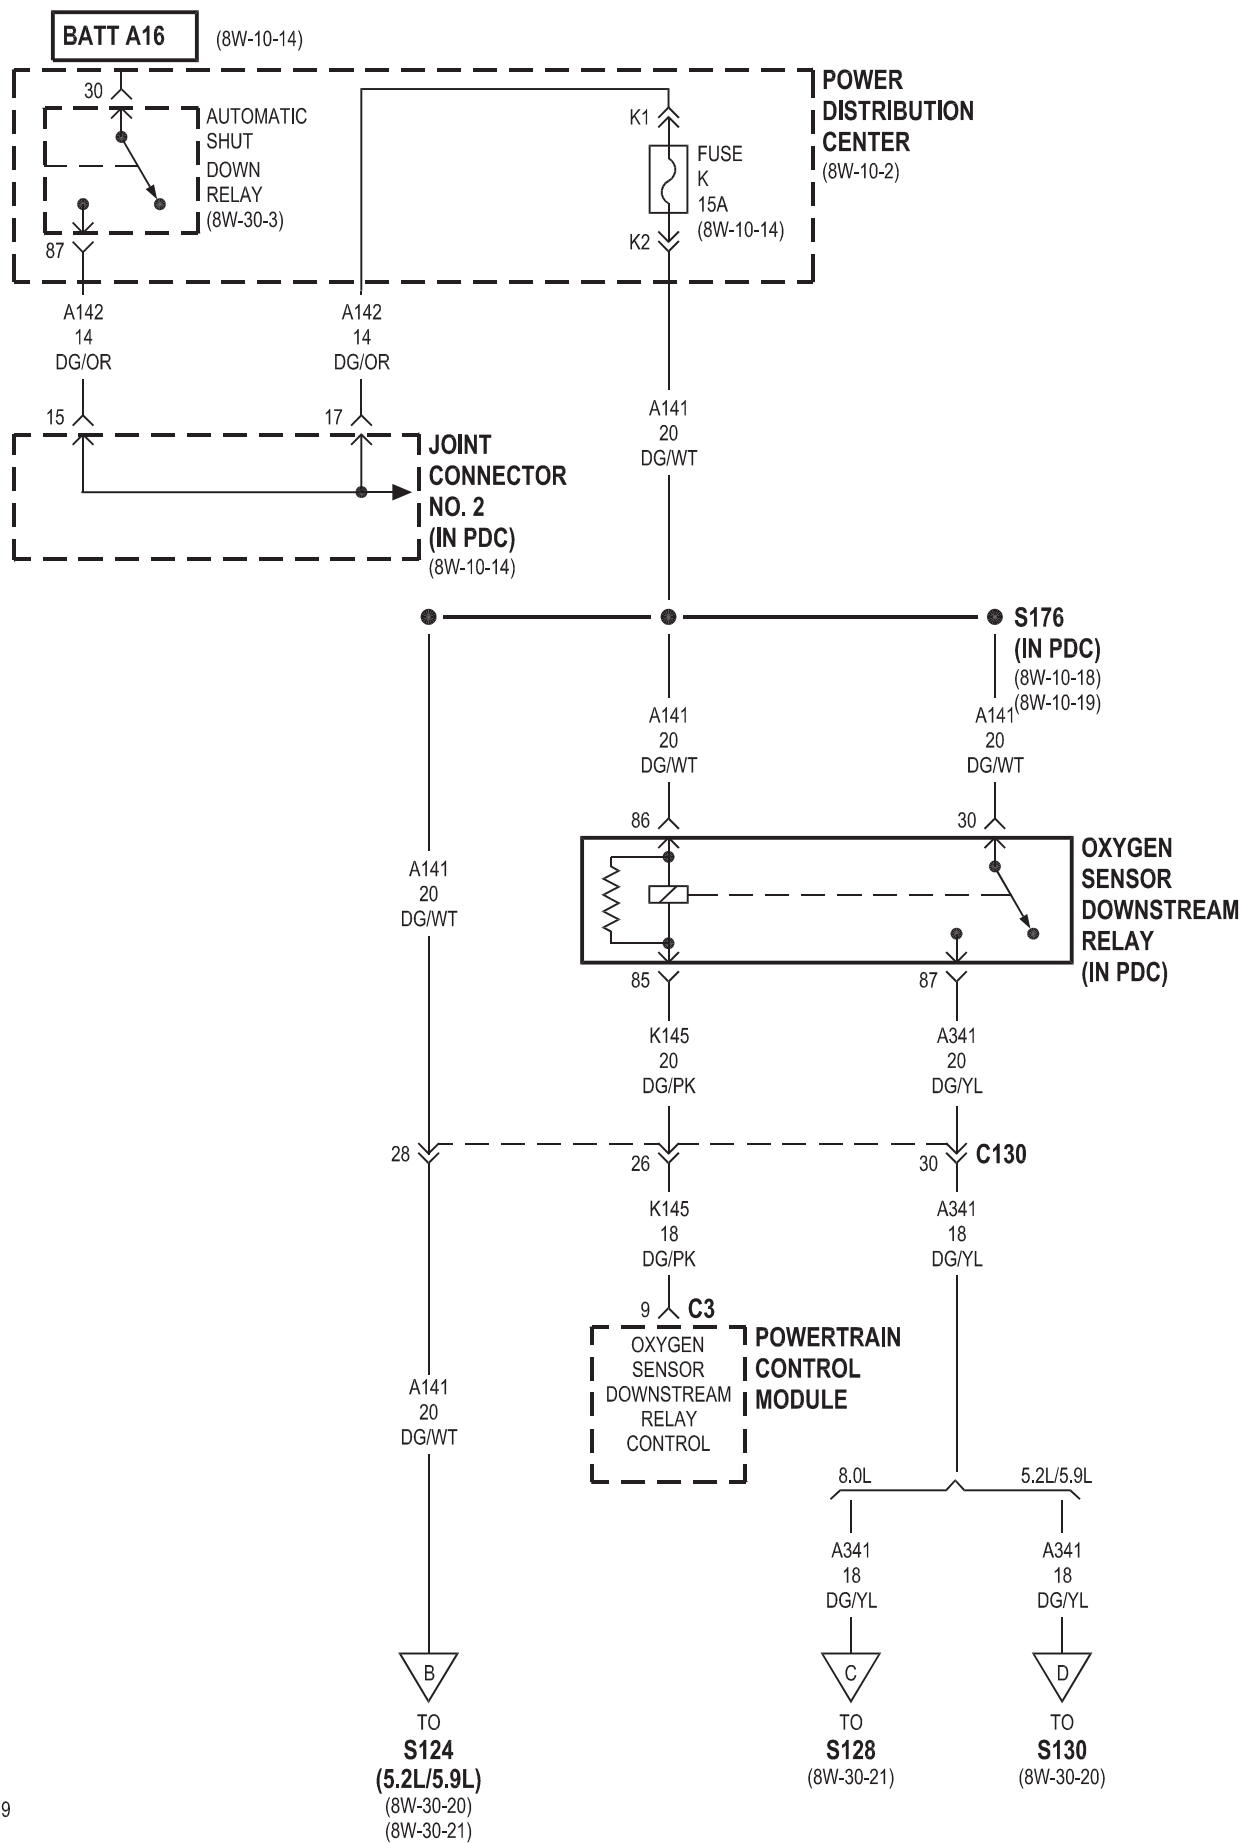 BATT A16
(8W-10-14)
30
AUTOMATIC
SHUT
DOWN
RELAY
(8W-30-3)
87
K1
FUSE
K
15A
(8W-10-14)
K2
POWER
DISTRIBUTION
CENTER
(8W-10-2)
A142
14
DG/OR
A142
14
DG/OR
15
17
JOINT
CONNECTOR
NO. 2
(IN PDC)
(8W-10-14)
A141
20
DG/WT
S176
(IN PDC)
(8W-10-18)
(8W-10-19)
A141
20
DG/WT
A141
20
DG/WT
86
30
A141
20
DG/WT
OXYGEN
SENSOR
DOWNSTREAM
RELAY
(IN PDC)
85
87
K145
20
DG/PK
A341
20
DG/YL
28
26
30
C130
K145
18
DG/PK
A341
18
DG/YL
9
C3
OXYGEN
SENSOR
DOWNSTREAM
RELAY
CONTROL
POWERTRAIN
CONTROL
MODULE
A141
20
DG/WT
8.0L
5.2L/5.9L
A341
18
DG/YL
A341
18
DG/YL
B
TO
S124
(5.2L/5.9L)
(8W-30-20)
(8W-30-21)
C
TO
S128
(8W-30-21)
D
TO
S130
(8W-30-20)
9